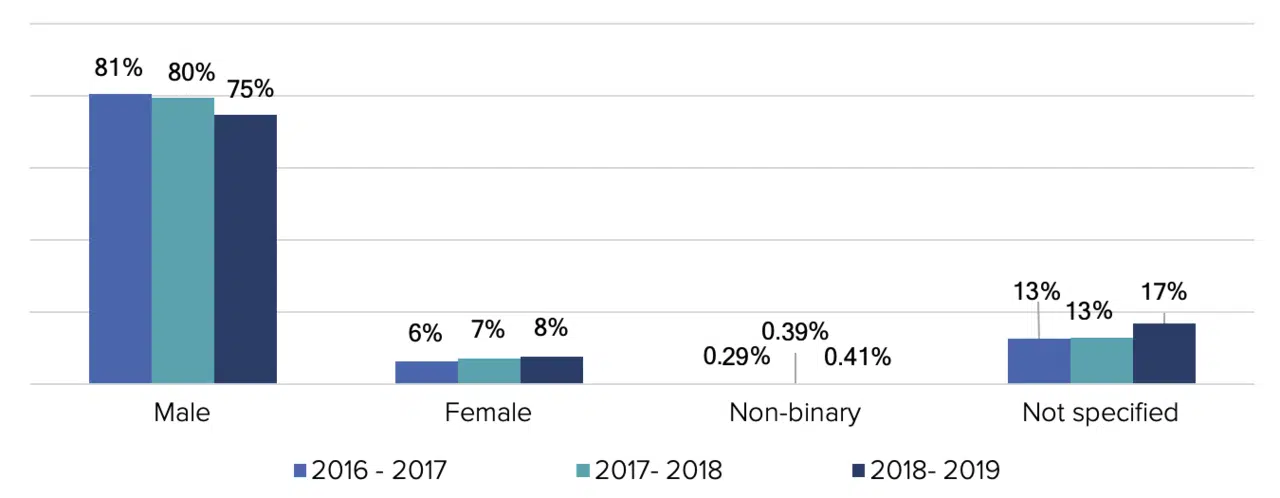 81% 80% 75%
6% 7% 8%
0.29% 0.39% 0.41%
13% 13% 17%
Male Female Non-binary Not specified
2016 - 2017 2017- 2018 2018- 2019